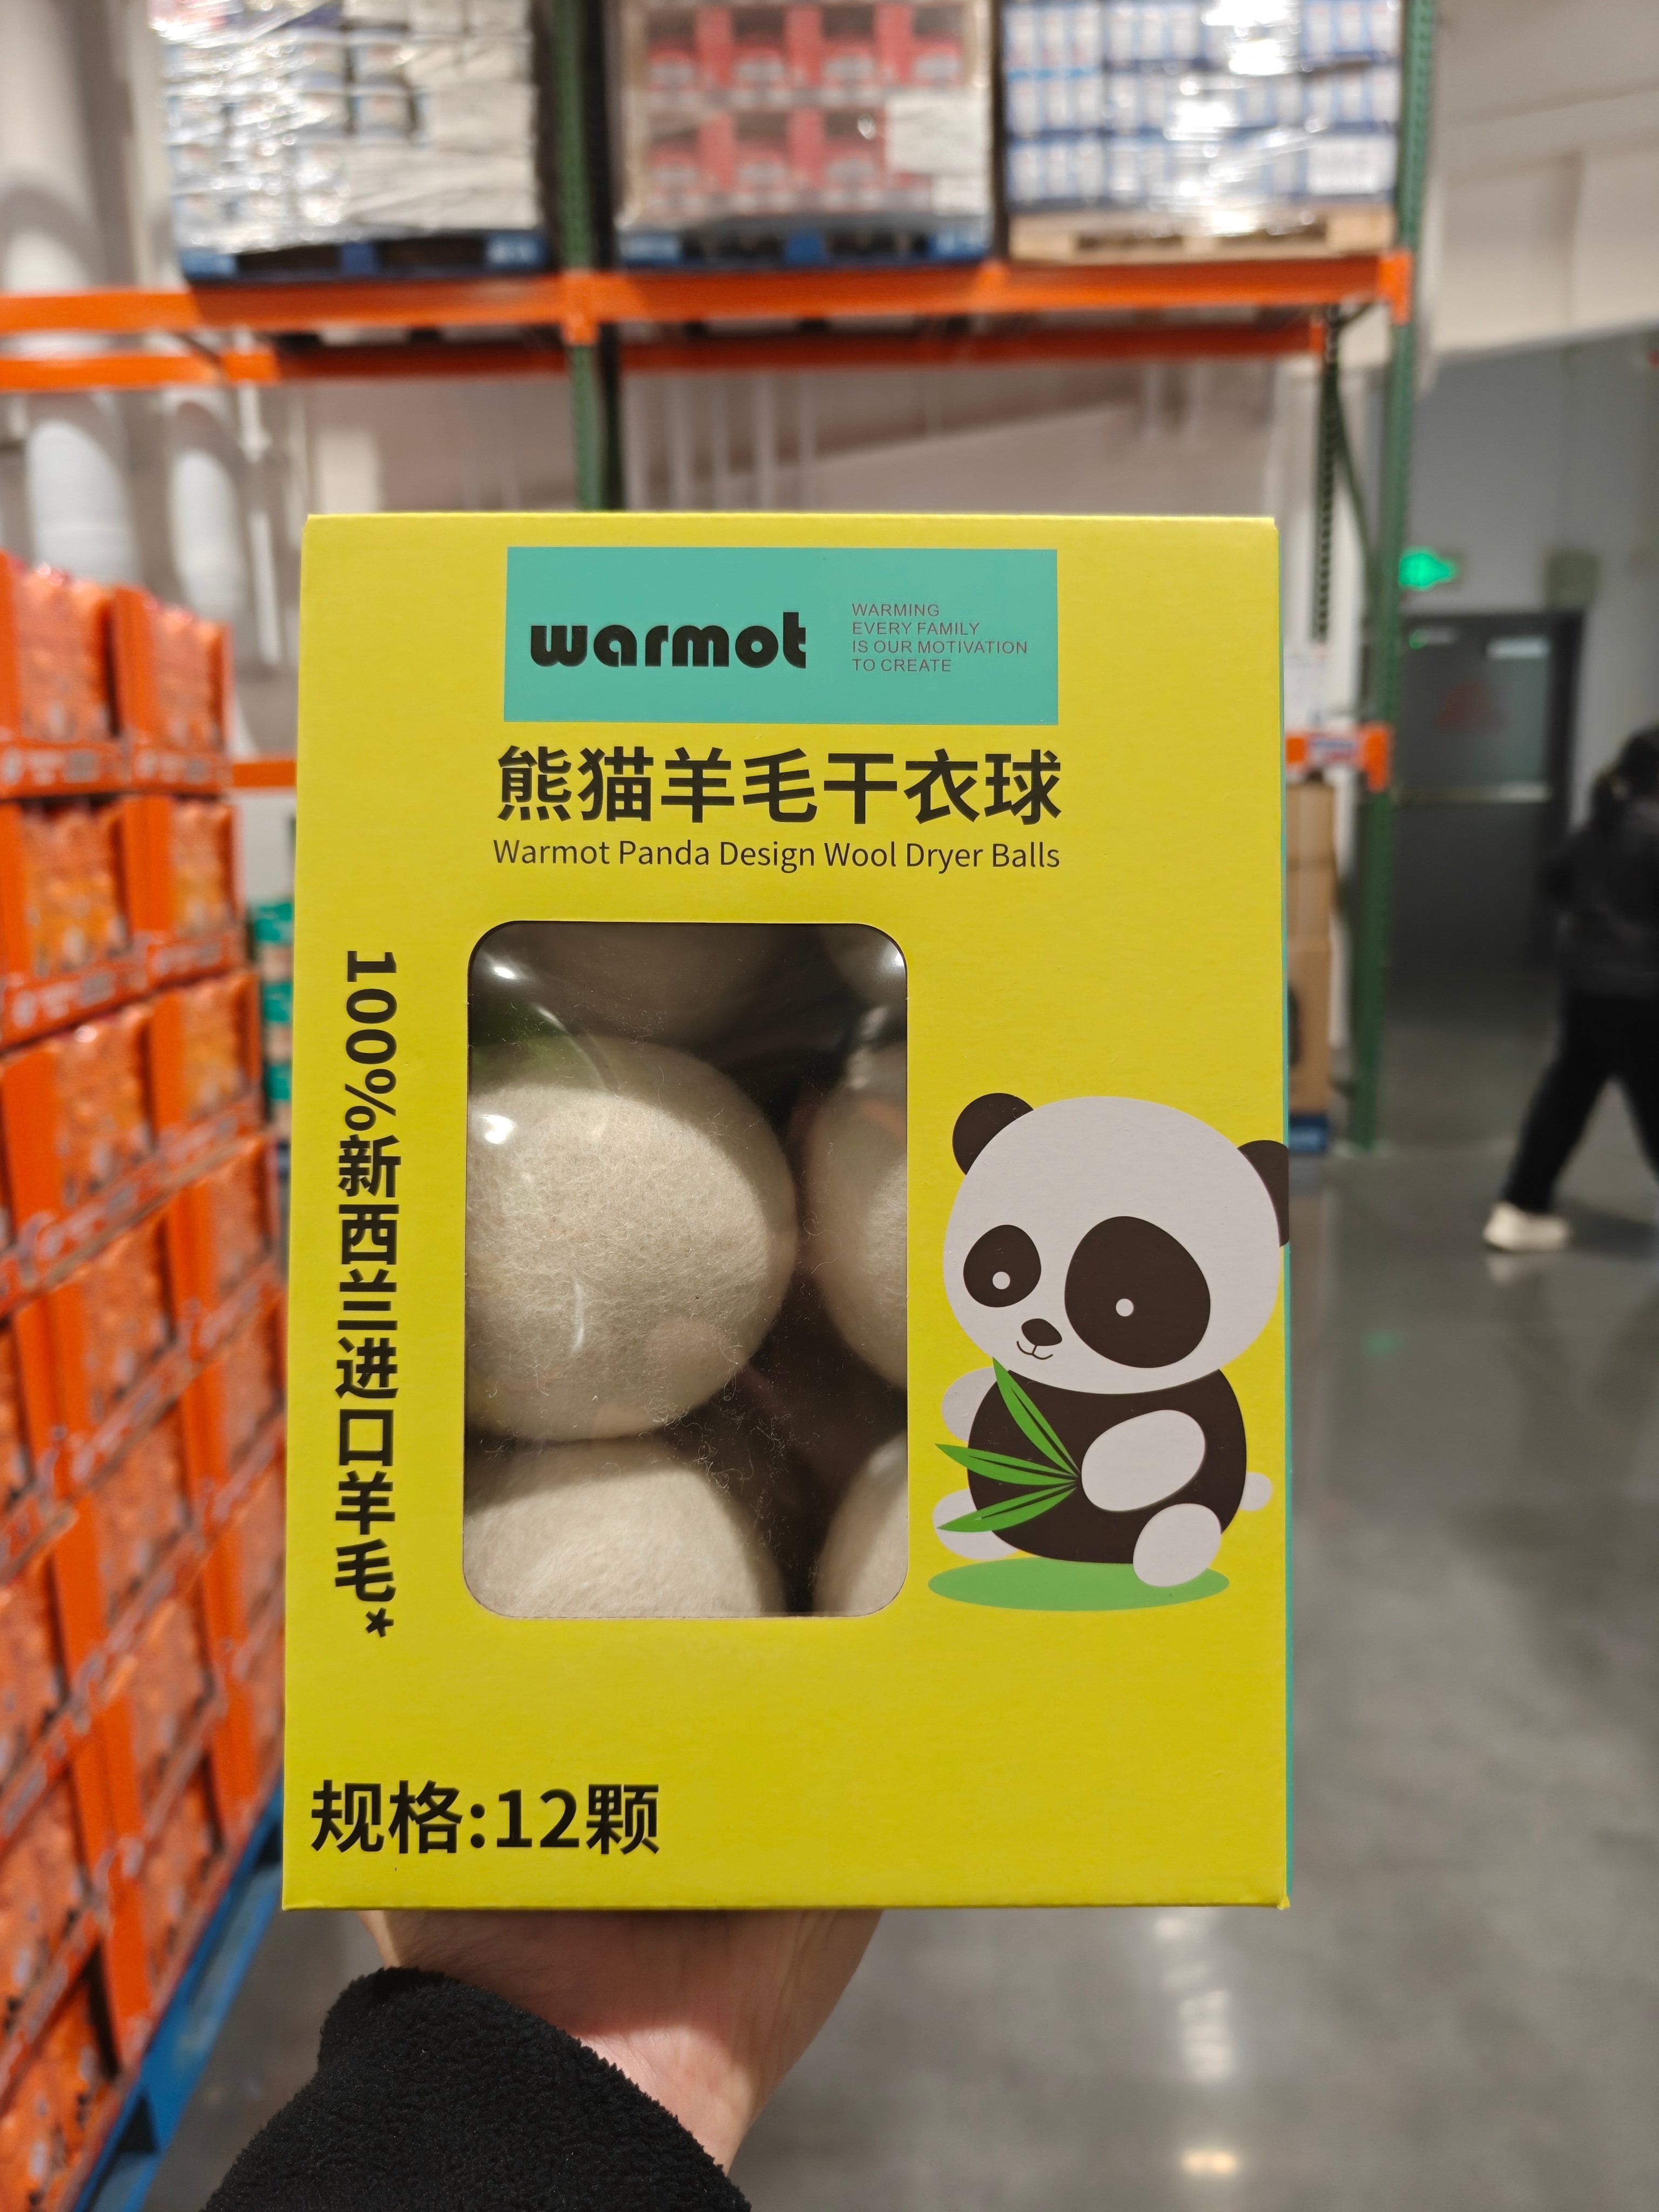 warmot
WARMING
EVERY FAMILY
IS OUR MOTIVATION
TO CREATE
熊猫羊毛干衣球
Warmot Panda Design Wool Dryer Balls
100%新西兰进口羊毛*
规格:12颗